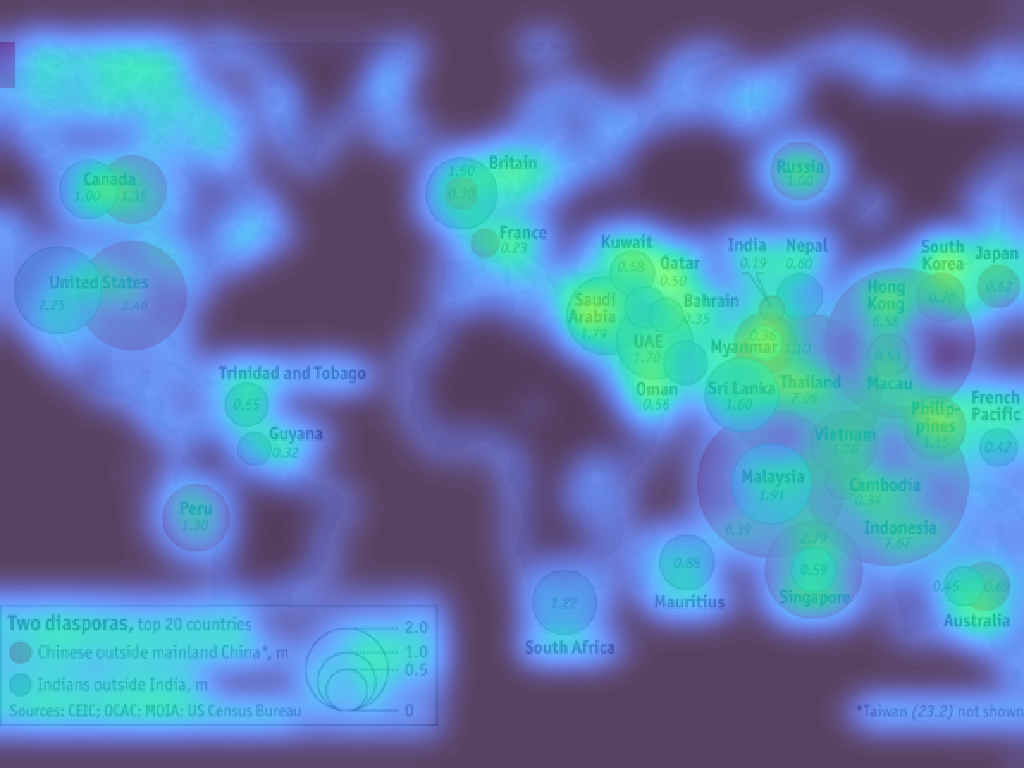 Britain
1.50
0.30
Russia
1.00
Canada
1.00 1.35
France
0.23
Kuwait
0.58
India
0.19
Nepal
0.60
South
Korea
0.70
Japan
0.52
Qatar
0.50
United States
2.25 3.46
Saudi
Arabia
1.79
Bahrain
0.35
Hong
Kong
6.58
UAE
1.70
Myanmar
0.36
1.10
0.53
Macau
Trinidad and Tobago
0.55
Oman
0.56
Sri Lanka
1.60
Thailand
7.06
French
Pacific
0.42
Philip-
pines
1.15
Guyana
0.32
Vietnam
1.26
Malaysia
1.91
6.39
Cambodia
0.34
Peru
1.30
Indonesia
7.67
2.79
0.59
Singapore
0.85
Mauritius
0.45 0.65
Australia
1.22
South Africa
Two diasporas, top 20 countries
Chinese outside mainland China*, m
Indians outside India, m
Sources: CEIC; OCAC; MOIA; US Census Bureau
2.0
1.0
0.5
0
*Taiwan (23.2) not shown